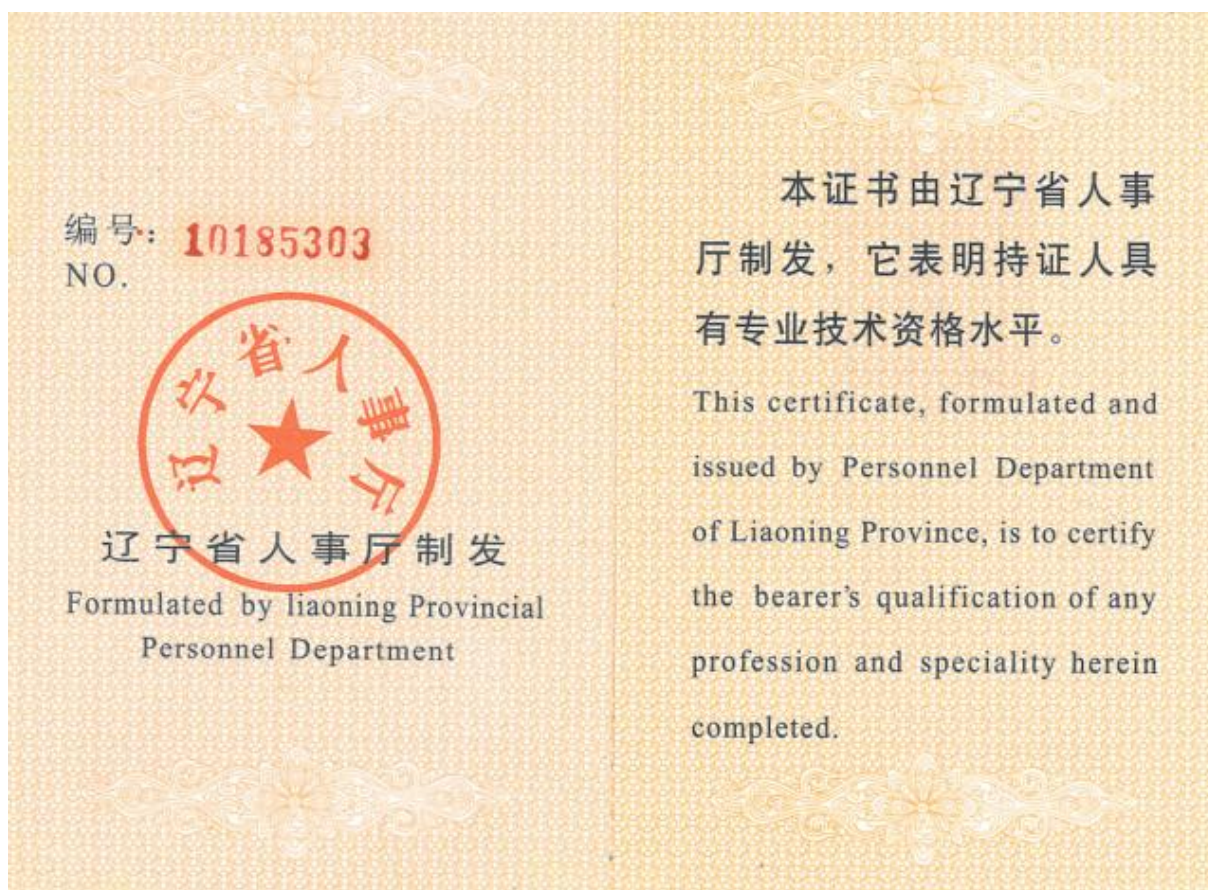 编号: 10185303
NO.
辽宁省人事厅
辽宁省人事厅制发
Formulated by liaoning Provincial
Personnel Department
本证书由辽宁省人事
厅制发，它表明持证人具
有专业技术资格水平。
This certificate, formulated and
issued by Personnel Department
of Liaoning Province, is to certify
the bearer's qualification of any
profession and speciality herein
completed.